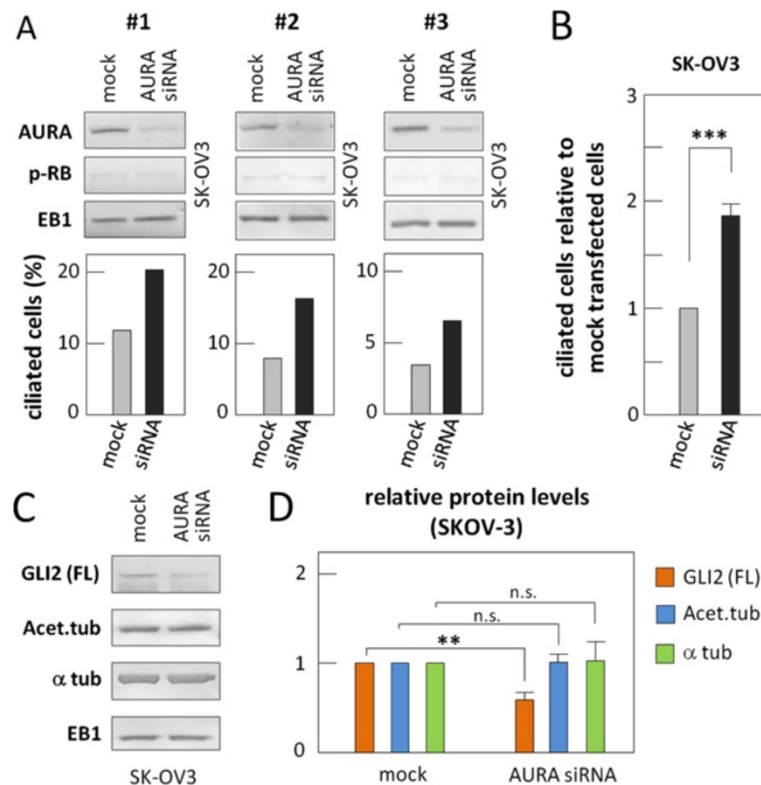 A
#1
#2
#3
mock
AURA
siRNA
mock
AURA
siRNA
mock
AURA
siRNA
AURA
p-RB
EB1
SK-OV3
SK-OV3
SK-OV3
ciliated cells (%)
20
10
0
mock
siRNA
20
10
0
mock
siRNA
10
5
0
mock
siRNA
B
SK-OV3
ciliated cells relative to
mock transfected cells
3
2
1
0
***
mock
siRNA
C
mock
AURA
siRNA
GLI2 (FL)
Acet.tub
α tub
EB1
SK-OV3
D
relative protein levels
(SKOV-3)
2
1
0
n.s.
n.s.
**
mock
AURA siRNA
GLI2 (FL)
Acet.tub
α tub